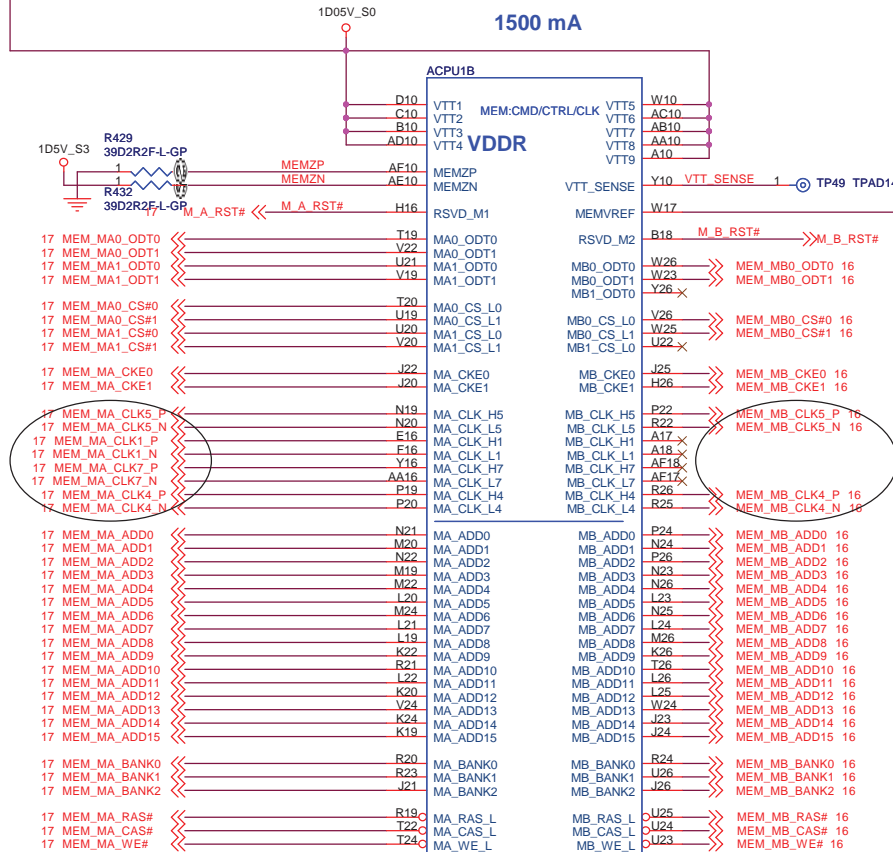 1D05V_S0
1500 mA
ACPU1B
MEM:CMD/CTRL/CLK
VDDR
D10 VTT1 VTT5 W10
C10 VTT2 VTT6 AC10
B10 VTT3 VTT7 AB10
AD10 VTT4 VTT8 AA10
VTT9 A10
R429
39D2R2F-L-GP
1D5V_S3
1 MEMZP AF10 MEMZP
1 MEMZN AE10 MEMZN VTT_SENSE Y10 VTT_SENSE 1 TP49 TPAD14
R432
39D2R2F-L-GP
17 M_A_RST# M_A_RST# H16 RSVD_M1 MEMVREF W17
RSVD_M2 B18 M_B_RST# M_B_RST#
17 MEM_MA0_ODT0 T19 MA0_ODT0
17 MEM_MA0_ODT1 V22 MA0_ODT1
17 MEM_MA1_ODT0 U21 MA1_ODT0 MB0_ODT0 W26 MEM_MB0_ODT0 16
17 MEM_MA1_ODT1 V19 MA1_ODT1 MB0_ODT1 W23 MEM_MB0_ODT1 16
MB1_ODT0 Y26
17 MEM_MA0_CS#0 T20 MA0_CS_L0
17 MEM_MA0_CS#1 U19 MA0_CS_L1 MB0_CS_L0 V26 MEM_MB0_CS#0 16
17 MEM_MA1_CS#0 U20 MA1_CS_L0 MB0_CS_L1 W25 MEM_MB0_CS#1 16
17 MEM_MA1_CS#1 V20 MA1_CS_L1 MB1_CS_L0 U22
17 MEM_MA_CKE0 J22 MA_CKE0 MB_CKE0 J25 MEM_MB_CKE0 16
17 MEM_MA_CKE1 J20 MA_CKE1 MB_CKE1 H26 MEM_MB_CKE1 16
17 MEM_MA_CLK5_P N19 MA_CLK_H5 MB_CLK_H5 P22 MEM_MB_CLK5_P 16
17 MEM_MA_CLK5_N N20 MA_CLK_L5 MB_CLK_L5 R22 MEM_MB_CLK5_N 16
17 MEM_MA_CLK1_P E16 MA_CLK_H1 MB_CLK_H1 A17
17 MEM_MA_CLK1_N F16 MA_CLK_L1 MB_CLK_L1 A18
17 MEM_MA_CLK7_P Y16 MA_CLK_H7 MB_CLK_H7 AF18
17 MEM_MA_CLK7_N AA16 MA_CLK_L7 MB_CLK_L7 AF17
17 MEM_MA_CLK4_P P19 MA_CLK_H4 MB_CLK_H4 R26 MEM_MB_CLK4_P 16
17 MEM_MA_CLK4_N P20 MA_CLK_L4 MB_CLK_L4 R25 MEM_MB_CLK4_N 16
17 MEM_MA_ADD0 N21 MA_ADD0 MB_ADD0 P24 MEM_MB_ADD0 16
17 MEM_MA_ADD1 M20 MA_ADD1 MB_ADD1 N24 MEM_MB_ADD1 16
17 MEM_MA_ADD2 N22 MA_ADD2 MB_ADD2 P26 MEM_MB_ADD2 16
17 MEM_MA_ADD3 M19 MA_ADD3 MB_ADD3 N23 MEM_MB_ADD3 16
17 MEM_MA_ADD4 M22 MA_ADD4 MB_ADD4 N26 MEM_MB_ADD4 16
17 MEM_MA_ADD5 L20 MA_ADD5 MB_ADD5 L23 MEM_MB_ADD5 16
17 MEM_MA_ADD6 M24 MA_ADD6 MB_ADD6 N25 MEM_MB_ADD6 16
17 MEM_MA_ADD7 L21 MA_ADD7 MB_ADD7 L24 MEM_MB_ADD7 16
17 MEM_MA_ADD8 L19 MA_ADD8 MB_ADD8 M26 MEM_MB_ADD8 16
17 MEM_MA_ADD9 K22 MA_ADD9 MB_ADD9 K26 MEM_MB_ADD9 16
17 MEM_MA_ADD10 R21 MA_ADD10 MB_ADD10 T26 MEM_MB_ADD10 16
17 MEM_MA_ADD11 L22 MA_ADD11 MB_ADD11 L26 MEM_MB_ADD11 16
17 MEM_MA_ADD12 K20 MA_ADD12 MB_ADD12 L25 MEM_MB_ADD12 16
17 MEM_MA_ADD13 V24 MA_ADD13 MB_ADD13 W24 MEM_MB_ADD13 16
17 MEM_MA_ADD14 K24 MA_ADD14 MB_ADD14 J23 MEM_MB_ADD14 16
17 MEM_MA_ADD15 K19 MA_ADD15 MB_ADD15 J24 MEM_MB_ADD15 16
17 MEM_MA_BANK0 R20 MA_BANK0 MB_BANK0 R24 MEM_MB_BANK0 16
17 MEM_MA_BANK1 R23 MA_BANK1 MB_BANK1 U26 MEM_MB_BANK1 16
17 MEM_MA_BANK2 J21 MA_BANK2 MB_BANK2 J26 MEM_MB_BANK2 16
17 MEM_MA_RAS# R19 MA_RAS_L MB_RAS_L U25 MEM_MB_RAS# 16
17 MEM_MA_CAS# T22 MA_CAS_L MB_CAS_L U24 MEM_MB_CAS# 16
17 MEM_MA_WE# T24 MA_WE_L MB_WE_L U23 MEM_MB_WE# 16